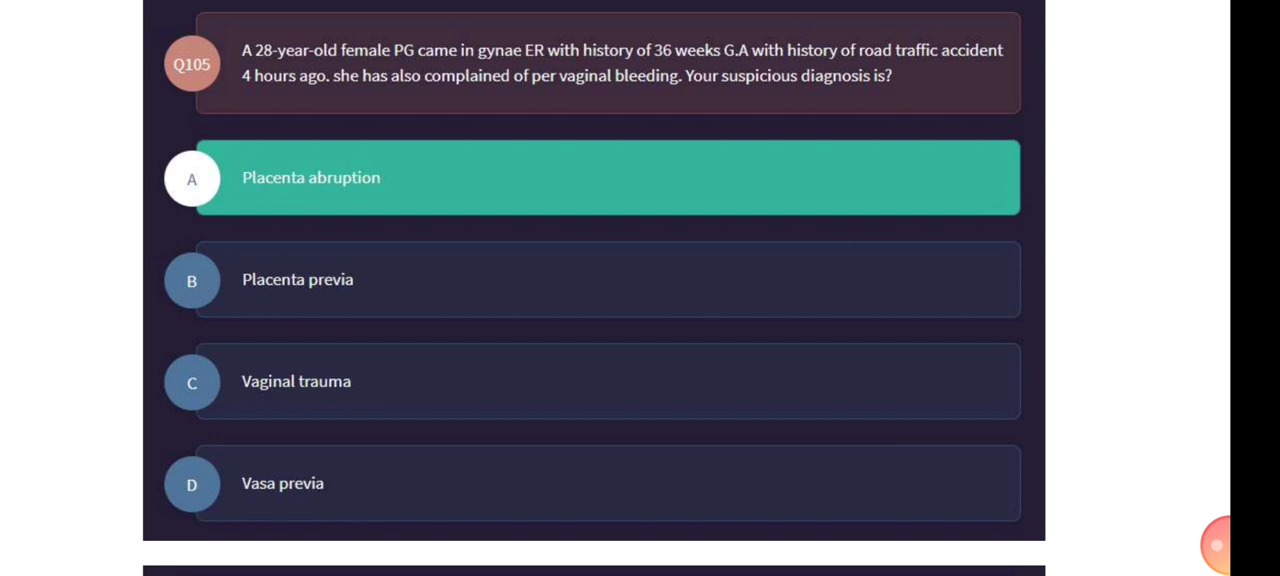 Q105
A 28-year-old female PG came in gynae ER with history of 36 weeks G.A with history of road traffic accident
4 hours ago. she has also complained of per vaginal bleeding. Your suspicious diagnosis is?
A
Placenta abruption
B
Placenta previa
C
Vaginal trauma
D
Vasa previa